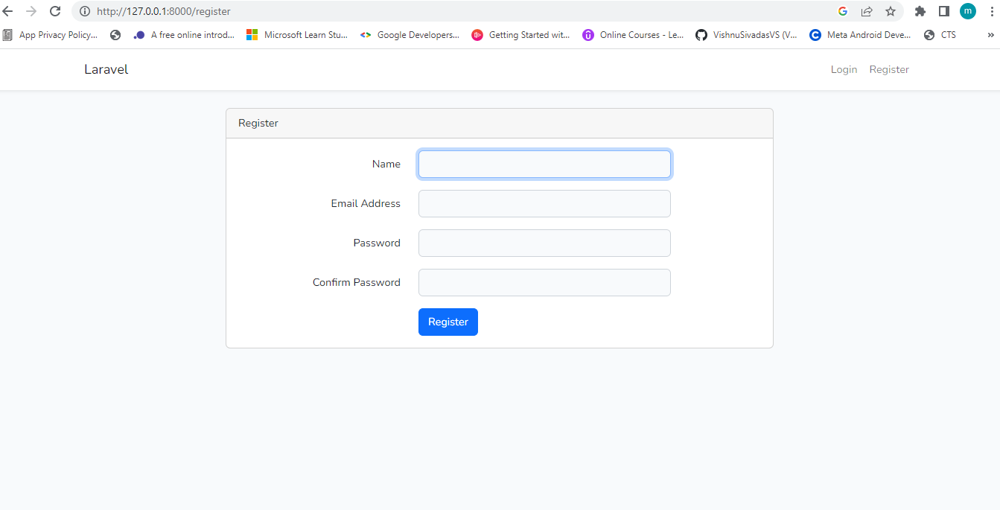 http://127.0.0.1:8000/register
App Privacy Policy... A free online introd... Microsoft Learn Stu... Google Developers... Getting Started wit... Online Courses - Le... VishnuSivadasVS (V... Meta Android Deve... CTS »
m
Laravel Login Register
Register
Name
Email Address
Password
Confirm Password
Register